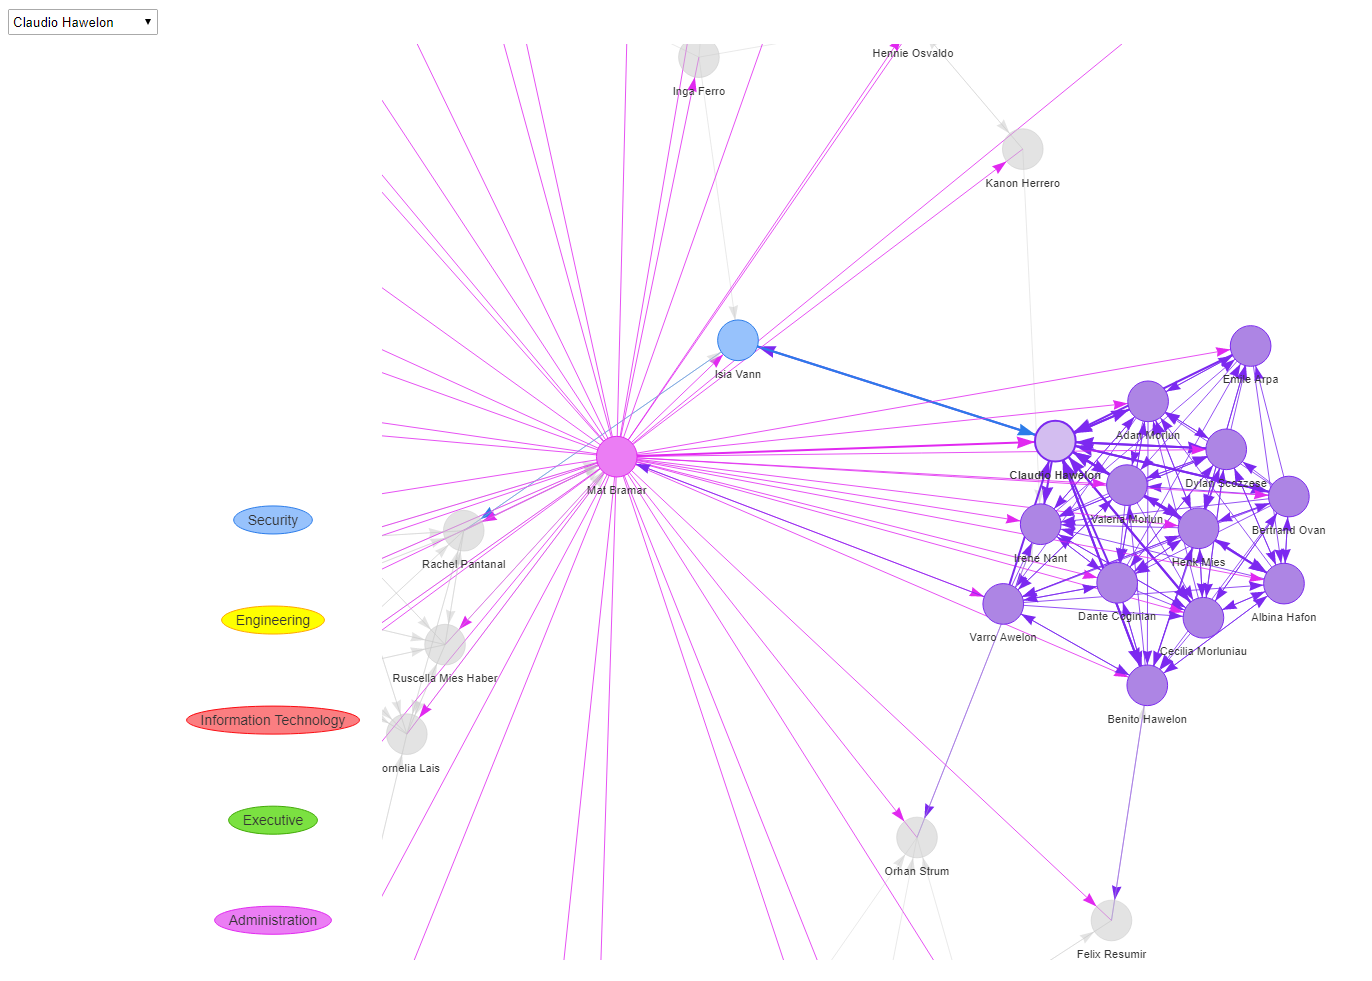 Claudio Hawelon
Hennie Osvaldo
Inga Ferro
Kanon Herrero
Isia Vann
Emile Arpa
Adan Morlun
Claudio Hawelon
Dylan Scozzese
Mat Bramar
Valeria Morlun
Bertrand Ovan
Security
Irene Nant
Henk Mies
Rachel Pantanal
Engineering
Dante Coginian
Albina Hafon
Varro Awelon
Cecilia Morluniau
Ruscella Mies Haber
Information Technology
Benito Hawelon
ornelia Lais
Executive
Orhan Strum
Administration
Felix Resumir